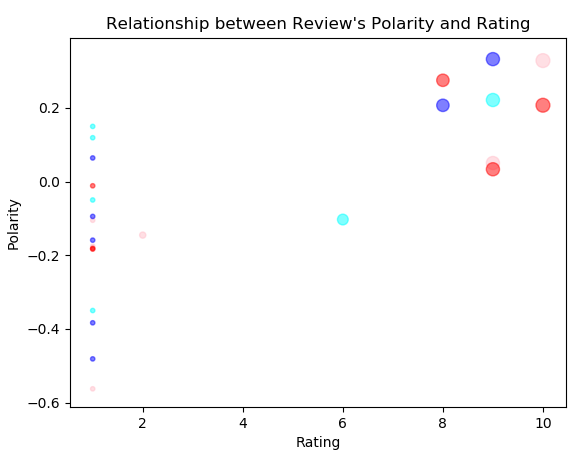 Relationship between Review's Polarity and Rating
0.2
0.0
−0.2
−0.4
−0.6
Polarity
2 4 6 8 10
Rating